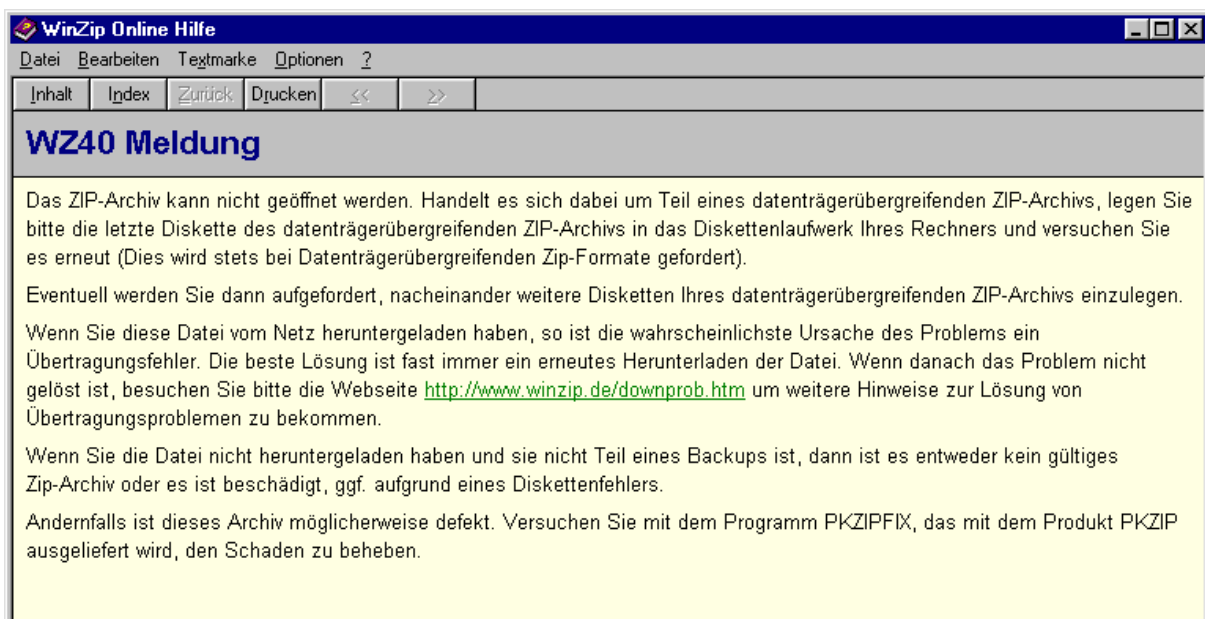 WinZip Online Hilfe
Datei Bearbeiten Textmarke Optionen ?
Inhalt Index Zurück Drucken << >>
WZ40 Meldung
Das ZIP-Archiv kann nicht geöffnet werden. Handelt es sich dabei um Teil eines datenträgerübergreifenden ZIP-Archivs, legen Sie
bitte die letzte Diskette des datenträgerübergreifenden ZIP-Archivs in das Diskettenlaufwerk Ihres Rechners und versuchen Sie
es erneut (Dies wird stets bei Datenträgerübergreifenden Zip-Formate gefordert).
Eventuell werden Sie dann aufgefordert, nacheinander weitere Disketten Ihres datenträgerübergreifenden ZIP-Archivs einzulegen.
Wenn Sie diese Datei vom Netz heruntergeladen haben, so ist die wahrscheinlichste Ursache des Problems ein
Übertragungsfehler. Die beste Lösung ist fast immer ein erneutes Herunterladen der Datei. Wenn danach das Problem nicht
gelöst ist, besuchen Sie bitte die Webseite http://www.winzip.de/downprob.htm um weitere Hinweise zur Lösung von
Übertragungsproblemen zu bekommen.
Wenn Sie die Datei nicht heruntergeladen haben und sie nicht Teil eines Backups ist, dann ist es entweder kein gültiges
Zip-Archiv oder es ist beschädigt, ggf. aufgrund eines Diskettenfehlers.
Andernfalls ist dieses Archiv möglicherweise defekt. Versuchen Sie mit dem Programm PKZIPFIX, das mit dem Produkt PKZIP
ausgeliefert wird, den Schaden zu beheben.